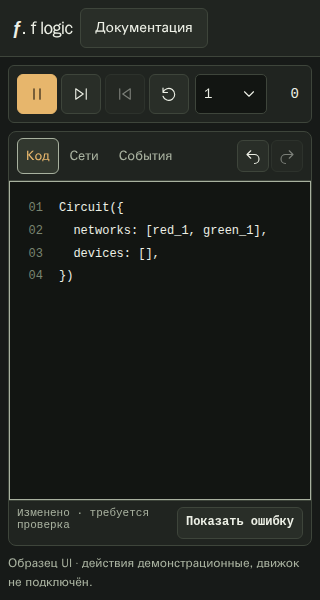 f. f logic Документация
1 0
Код Сети События
01 Circuit({
02 networks: [red_1, green_1],
03 devices: [],
04 })
Изменено · требуется
проверка
Показать ошибку
Образец UI · действия демонстрационные, движок
не подключён.